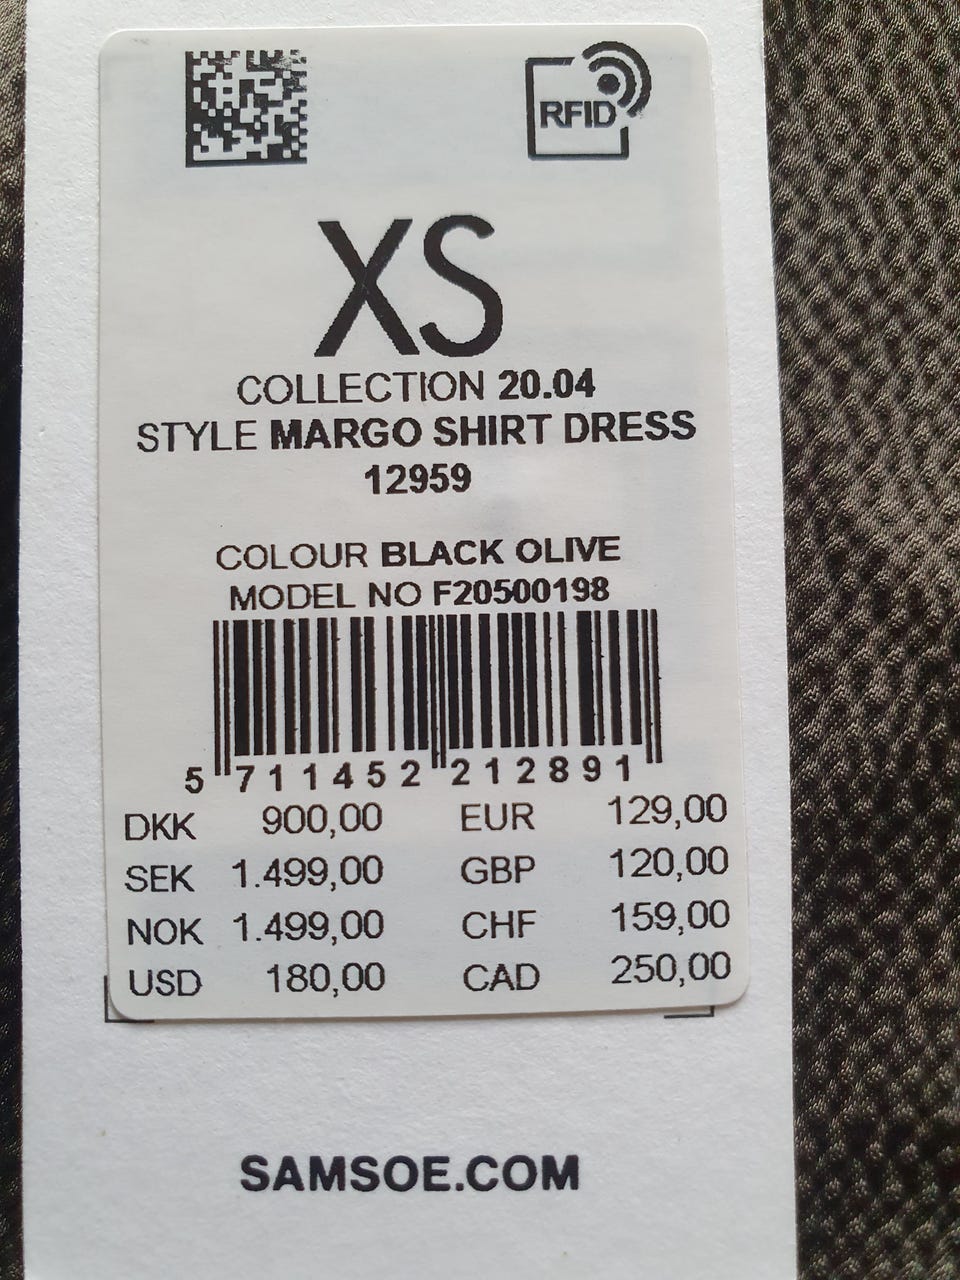 RFID
XS
COLLECTION 20.04
STYLE MARGO SHIRT DRESS
12959
COLOUR BLACK OLIVE
MODEL NO F20500198
5 711452 212891
DKK 900,00 EUR 129,00
SEK 1.499,00 GBP 120,00
NOK 1.499,00 CHF 159,00
USD 180,00 CAD 250,00
SAMSOE.COM